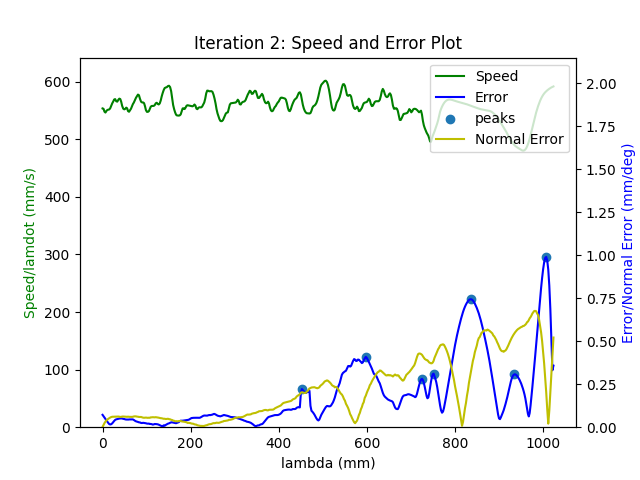 Iteration 2: Speed and Error Plot
Speed
Error
peaks
Normal Error
600
500
400
300
200
100
0
Speed/lamdot (mm/s)
2.00
1.75
1.50
1.25
1.00
0.75
0.50
0.25
0.00
Error/Normal Error (mm/deg)
0 200 400 600 800 1000
lambda (mm)